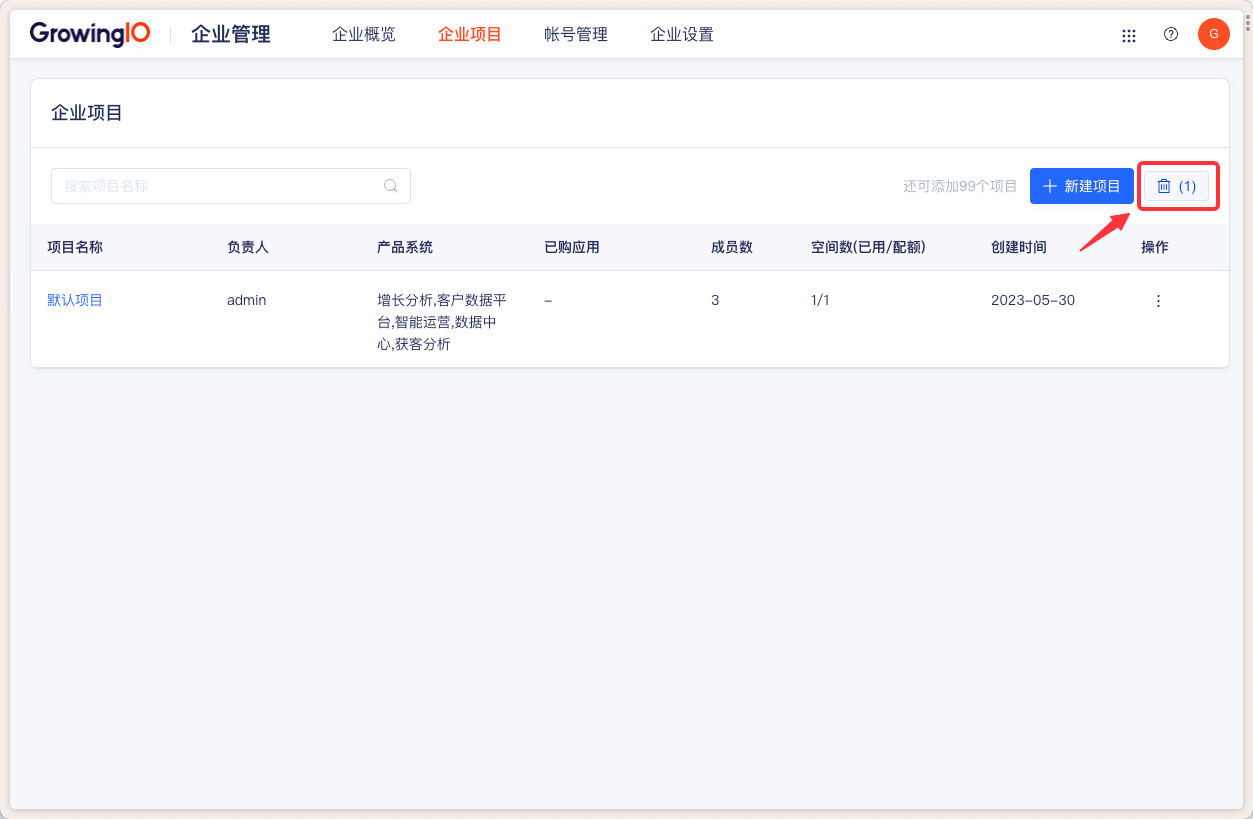 GrowingIO 企业管理 企业概览 企业项目 帐号管理 企业设置 G
企业项目
搜索项目名称 还可添加99个项目 新建项目 (1)
项目名称 负责人 产品系统 已购应用 成员数 空间数(已用/配额) 创建时间 操作
默认项目 admin 增长分析,客户数据平 – 3 1/1 2023-05-30
台,智能运营,数据中
心,获客分析